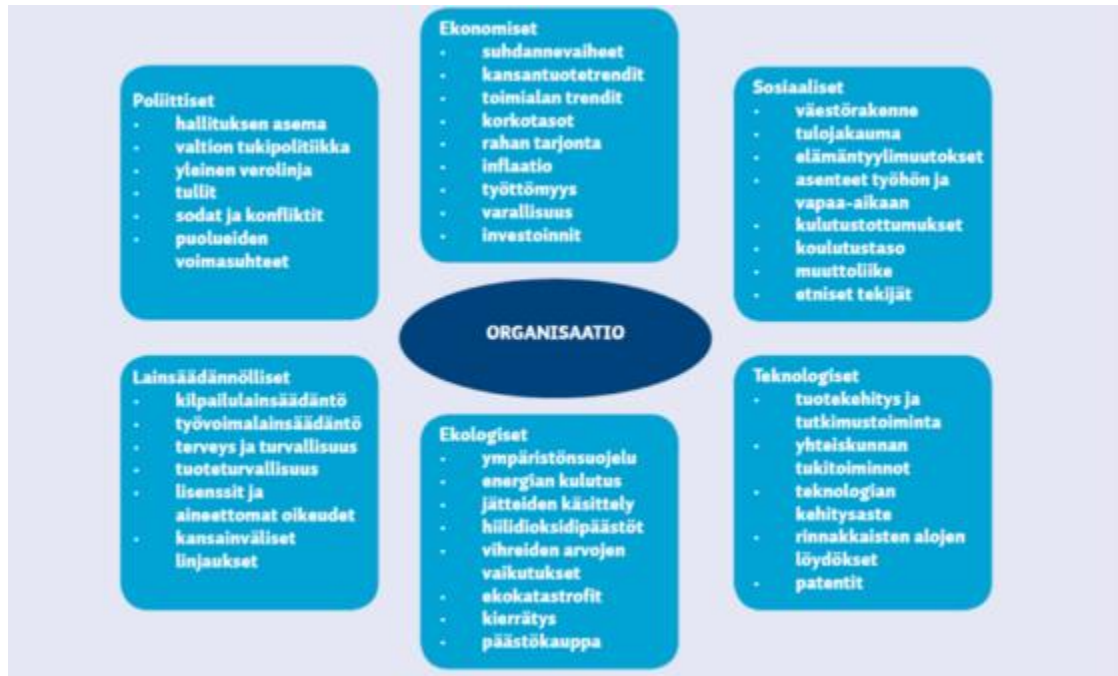 Poliittiset
• hallituksen asema
• valtion tukipolitiikka
• yleinen verolinja
• tullit
• sodat ja konfliktit
• puolueiden
voimasuhteet
Ekonomiset
• suhdannevaiheet
• kansantuotetrendit
• toimialan trendit
• korkotasot
• rahan tarjonta
• inflaatio
• työttömyys
• varallisuus
• investoinnit
Sosiaaliset
• väestörakenne
• tulojakauma
• elämäntyylimuutokset
• asenteet työhön ja
vapaa-aikaan
• kulutustottumukset
• koulutustaso
• muuttoliike
• etniset tekijät
ORGANISAATIO
Lainsäädännölliset
• kilpailulainsäädäntö
• työvoimalainsäädäntö
• terveys ja turvallisuus
• tuoteturvallisuus
• lisenssit ja
aineettomat oikeudet
• kansainväliset
linjaukset
Ekologiset
• ympäristönsuojelu
• energian kulutus
• jätteiden käsittely
• hiilidioksidipäästöt
• vihreiden arvojen
vaikutukset
• ekokatastrofit
• kierrätys
• päästökauppa
Teknologiset
• tuotekehitys ja
tutkimustoiminta
• yhteiskunnan
tukitoiminnot
• teknologian
kehitysaste
• rinnakkaisten alojen
löydökset
• patentit